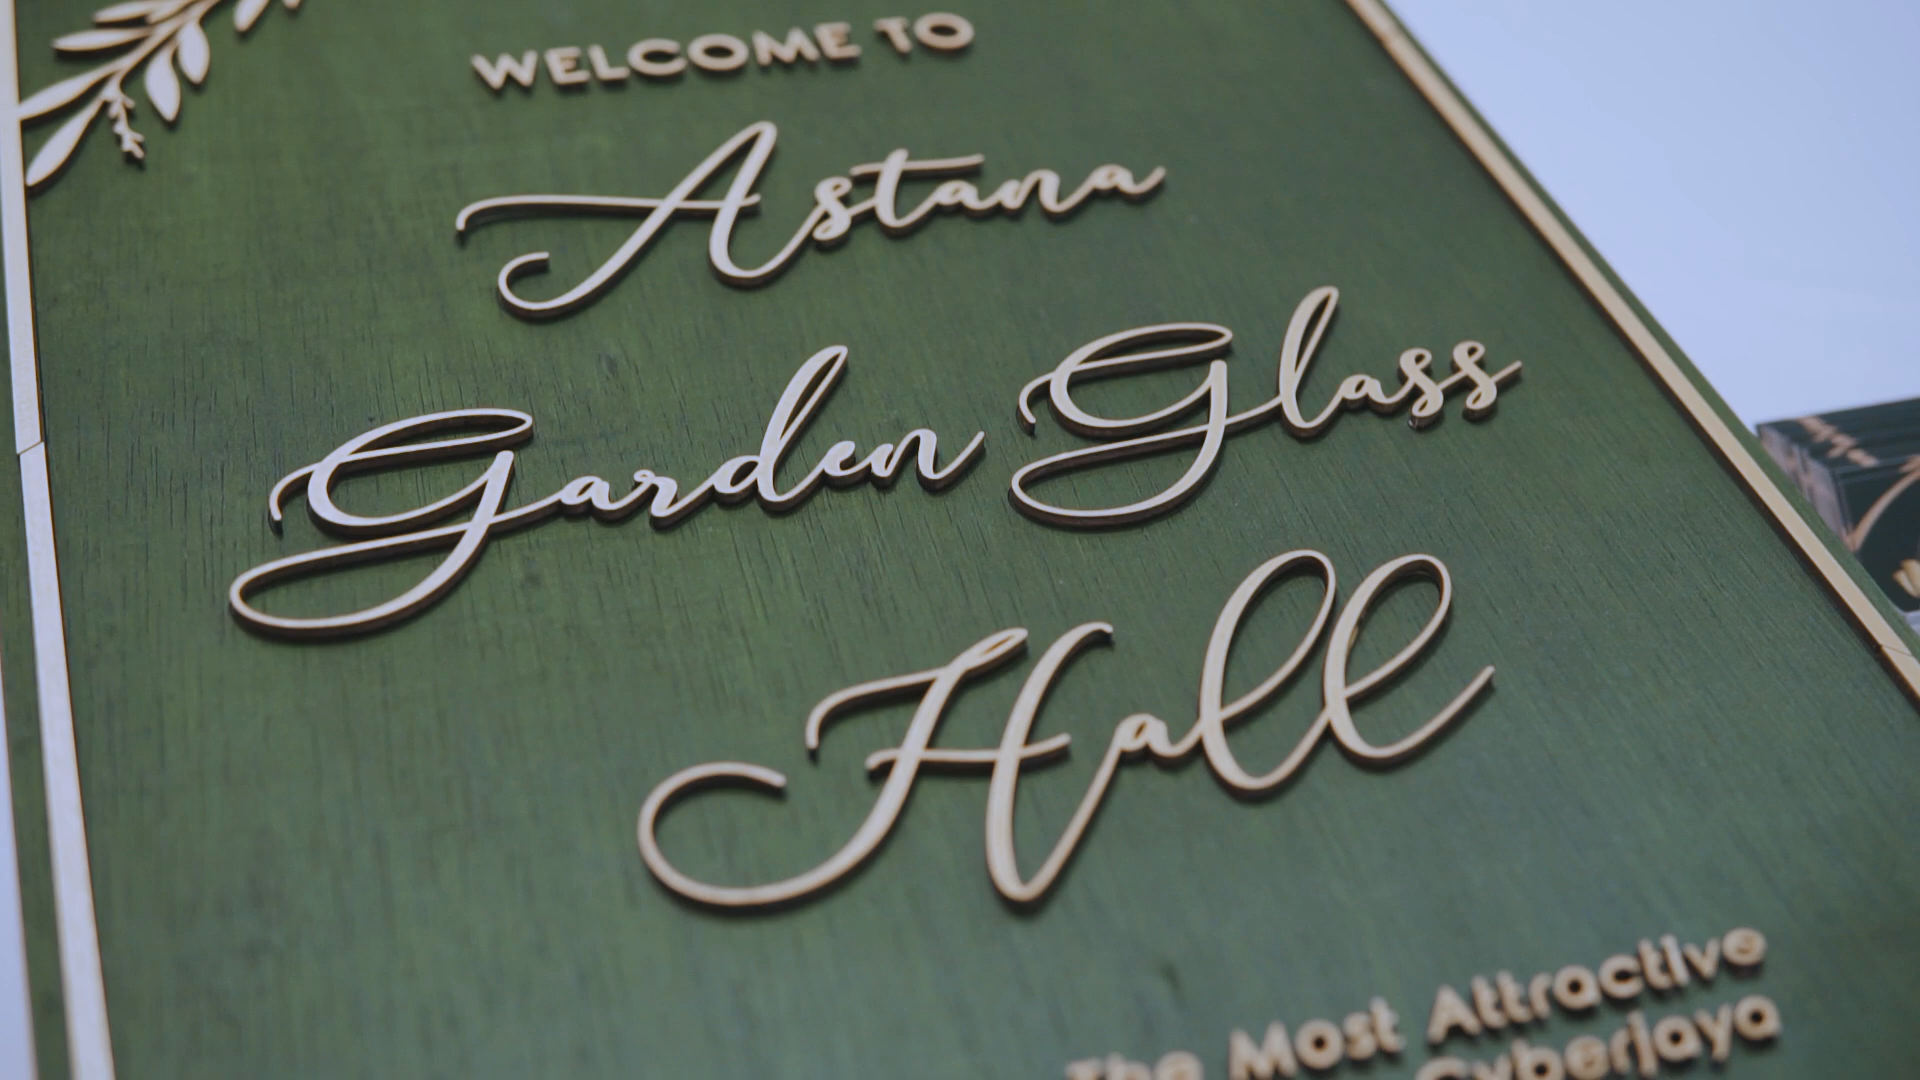 WELCOME TO
Astana
Garden Glass
Hall
The Most Attractive
Cyberjaya